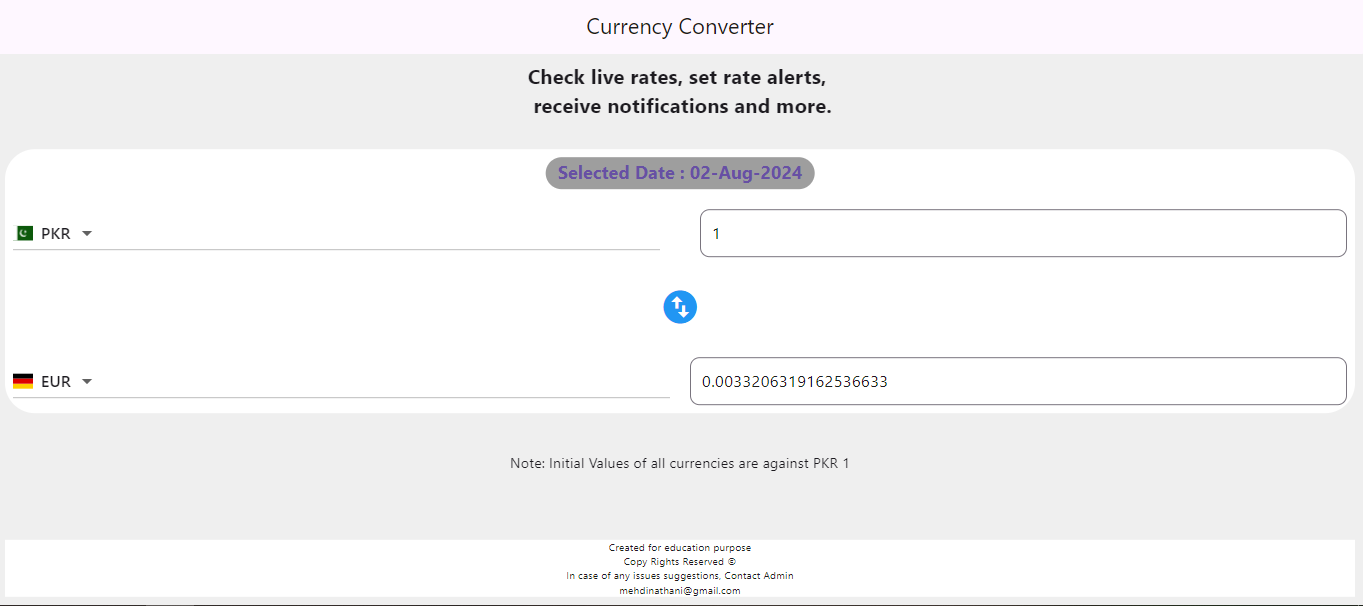 Currency Converter
Check live rates, set rate alerts,
receive notifications and more.
Selected Date : 02-Aug-2024
PKR
1
EUR
0.0033206319162536633
Note: Initial Values of all currencies are against PKR 1
Created for education purpose
Copy Rights Reserved ©
In case of any issues suggestions, Contact Admin
mehdinathani@gmail.com